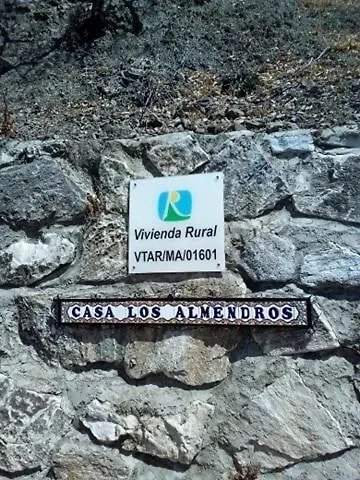 Vivienda Rural
VTAR/MA/01601
CASA LOS ALMENDROS